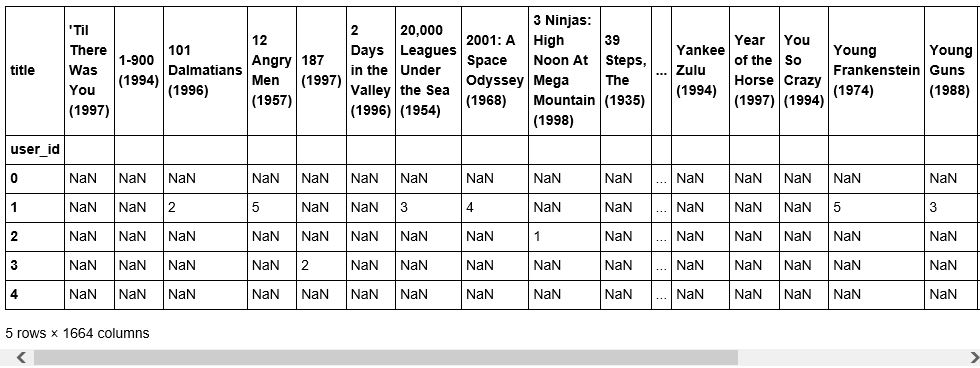 title 'Til There Was You (1997) 1-900 (1994) 101 Dalmatians (1996) 12 Angry Men (1957) 187 (1997) 2 Days in the Valley (1996) 20,000 Leagues Under the Sea (1954) 2001: A Space Odyssey (1968) 3 Ninjas: High Noon At Mega Mountain (1998) 39 Steps, The (1935) ... Yankee Zulu (1994) Year of the Horse (1997) You So Crazy (1994) Young Frankenstein (1974) Young Guns (1988)
user_id
0 NaN NaN NaN NaN NaN NaN NaN NaN NaN NaN ... NaN NaN NaN NaN NaN
1 NaN NaN 2 5 NaN NaN 3 4 NaN NaN ... NaN NaN NaN 5 3
2 NaN NaN NaN NaN NaN NaN NaN NaN 1 NaN ... NaN NaN NaN NaN NaN
3 NaN NaN NaN NaN 2 NaN NaN NaN NaN NaN ... NaN NaN NaN NaN NaN
4 NaN NaN NaN NaN NaN NaN NaN NaN NaN NaN ... NaN NaN NaN NaN NaN
5 rows × 1664 columns